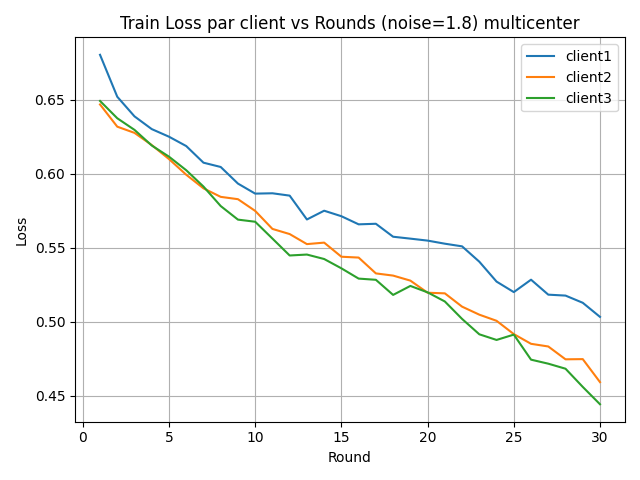 Train Loss par client vs Rounds (noise=1.8) multicenter
client1
client2
client3
Loss
0.65
0.60
0.55
0.50
0.45
0 5 10 15 20 25 30
Round